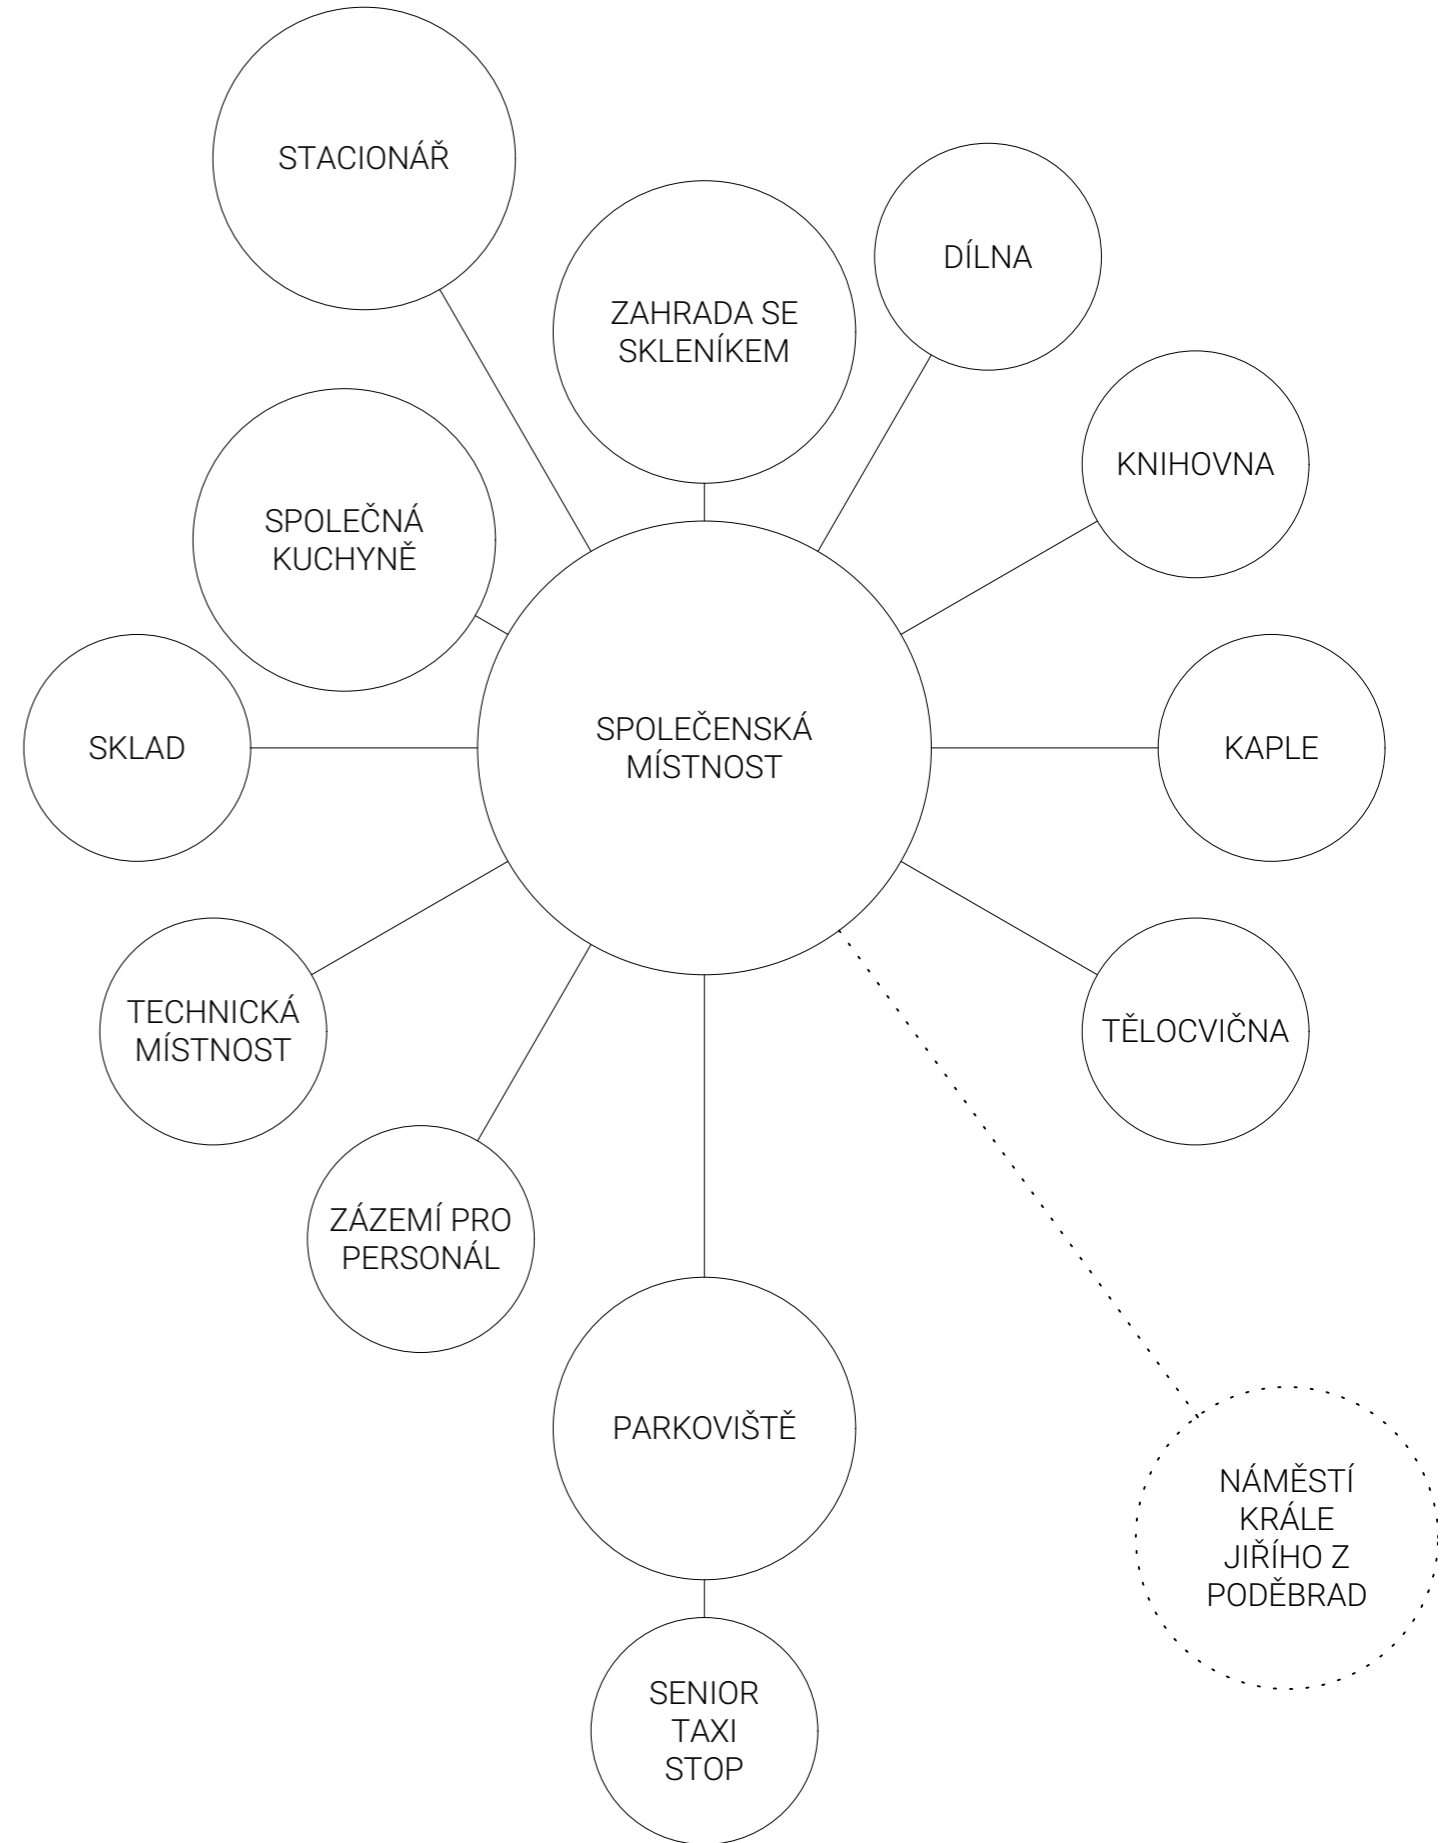 STACIONÁŘ
DÍLNA
ZAHRADA SE
SKLENÍKEM
KNIHOVNA
SPOLEČNÁ
KUCHYNĚ
SPOLEČENSKÁ
MÍSTNOST
SKLAD
KAPLE
TECHNICKÁ
MÍSTNOST
TĚLOCVIČNA
ZÁZEMÍ PRO
PERSONÁL
PARKOVIŠTĚ
NÁMĚSTÍ
KRÁLE
JIŘÍHO Z
PODĚBRAD
SENIOR
TAXI
STOP